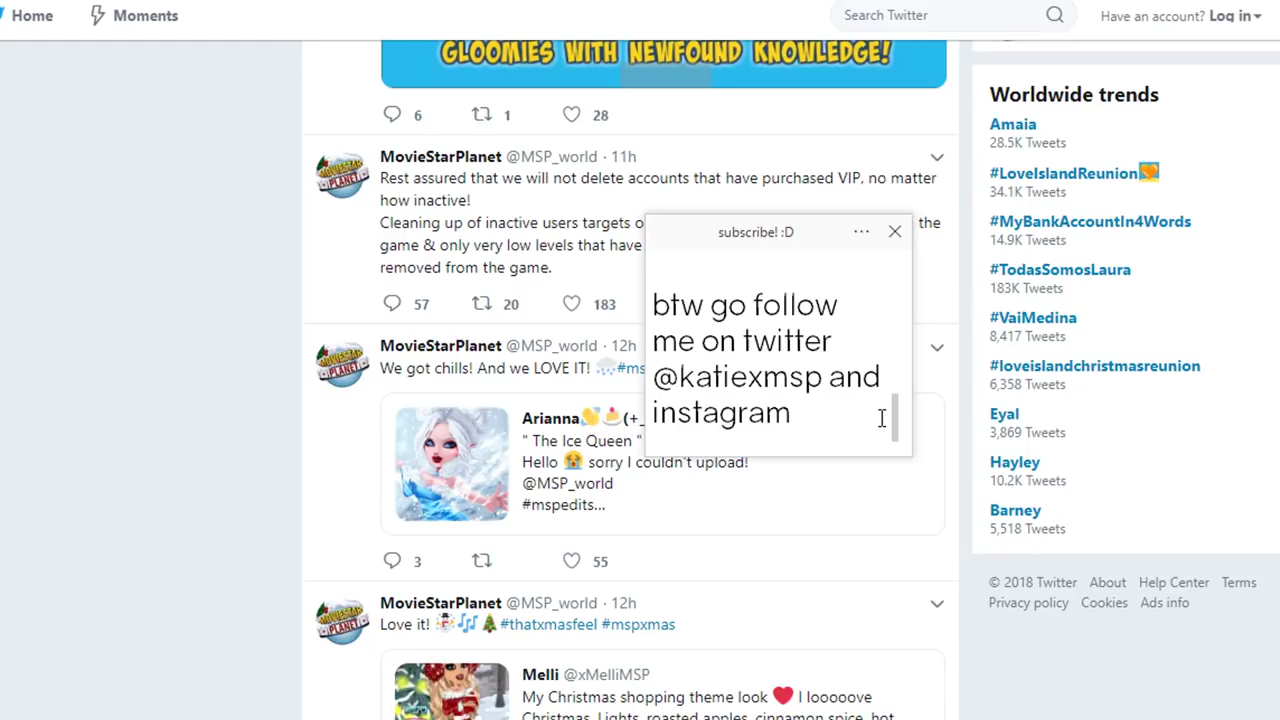 Home
Moments
Search Twitter
Have an account? Log in
GLOOMIES WITH NEWFOUND KNOWLEDGE!
6 1 28
MovieStarPlanet @MSP_world · 11h
Rest assured that we will not delete accounts that have purchased VIP, no matter
how inactive!
Cleaning up of inactive users targets o the
game & only very low levels that have
removed from the game.
57 20 183
MovieStarPlanet @MSP_world · 12h
We got chills! And we LOVE IT! 🌨️#ms
Arianna👏🍰(+_
" The Ice Queen "
Hello 😭 sorry I couldn't upload!
@MSP_world
#mspedits...
3 55
MovieStarPlanet @MSP_world · 12h
Love it! ☃️🎶🎄#thatxmasfeel #mspxmas
Melli @xMelliMSP
My Christmas shopping theme look ❤️ I looooove
Christmas. Lights, roasted apples, cinnamon spice, hot
subscribe! :D
btw go follow
me on twitter
@katiexmsp and
instagram
Worldwide trends
Amaia
28.5K Tweets
#LoveIslandReunion
34.1K Tweets
#MyBankAccountIn4Words
14.9K Tweets
#TodasSomosLaura
183K Tweets
#VaiMedina
8,417 Tweets
#loveislandchristmasreunion
6,358 Tweets
Eyal
3,869 Tweets
Hayley
10.2K Tweets
Barney
5,518 Tweets
© 2018 Twitter About Help Center Terms
Privacy policy Cookies Ads info
MOVIESTAR
PLANET
MOVIESTAR
PLANET
MOVIESTAR
PLANET